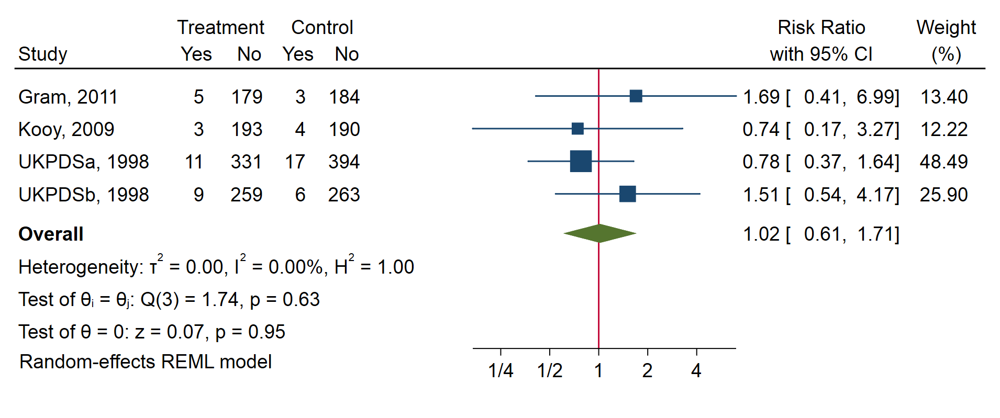 Treatment Control Risk Ratio Weight
Study Yes No Yes No with 95% CI (%)
Gram, 2011 5 179 3 184 1.69 [ 0.41, 6.99] 13.40
Kooy, 2009 3 193 4 190 0.74 [ 0.17, 3.27] 12.22
UKPDSa, 1998 11 331 17 394 0.78 [ 0.37, 1.64] 48.49
UKPDSb, 1998 9 259 6 263 1.51 [ 0.54, 4.17] 25.90
Overall 1.02 [ 0.61, 1.71]
Heterogeneity: τ² = 0.00, I² = 0.00%, H² = 1.00
Test of θᵢ = θⱼ: Q(3) = 1.74, p = 0.63
Test of θ = 0: z = 0.07, p = 0.95
Random-effects REML model
1/4 1/2 1 2 4